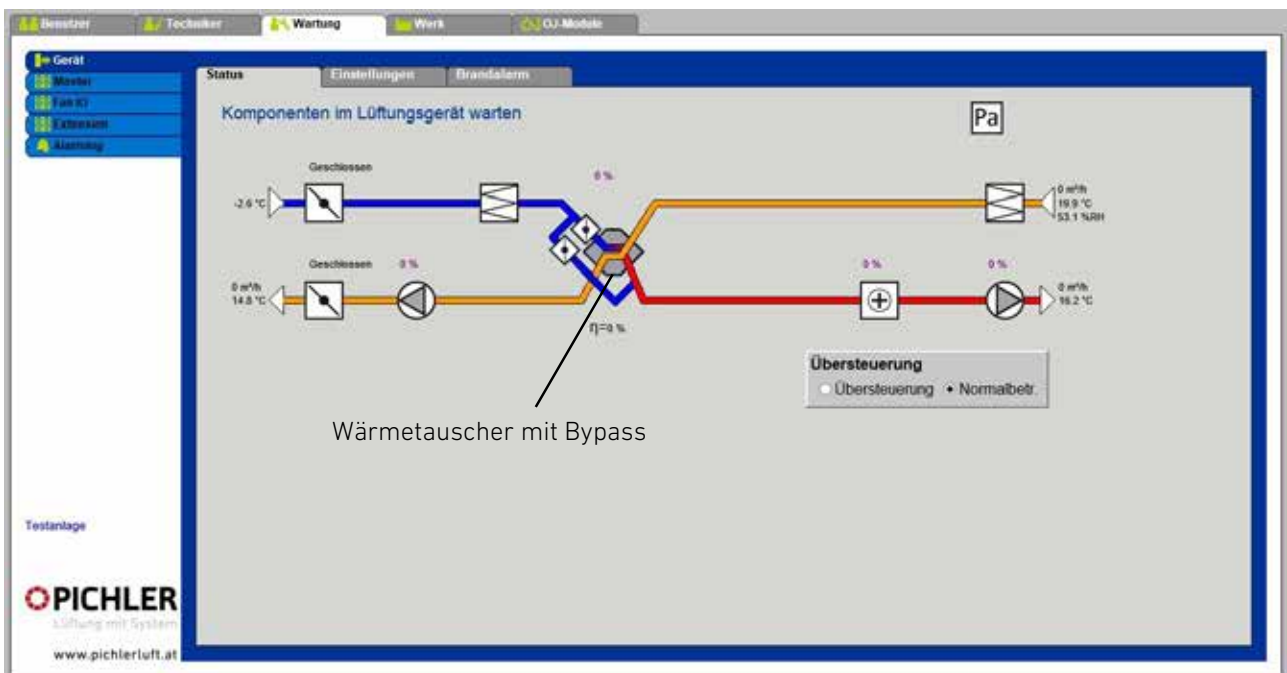 Benutzer Techniker Wartung Werk OJ-Module
Gerät
Master
Fan IO
Extension
Status Einstellungen Brandalarm
Komponenten im Lüftungsgerät warten
Pa
Geschlossen
0 %
-2.6 °C
0 m³/h
19.9 °C
53.1 %RH
Geschlossen 0 %
0 % 0 %
0 m³/h
14.8 °C
0 m³/h
16.2 °C
η=0 %
Übersteuerung
Übersteuerung Normalbetr.
Wärmetauscher mit Bypass
Testanlage
PICHLER
Lüftung mit System
www.pichlerluft.at